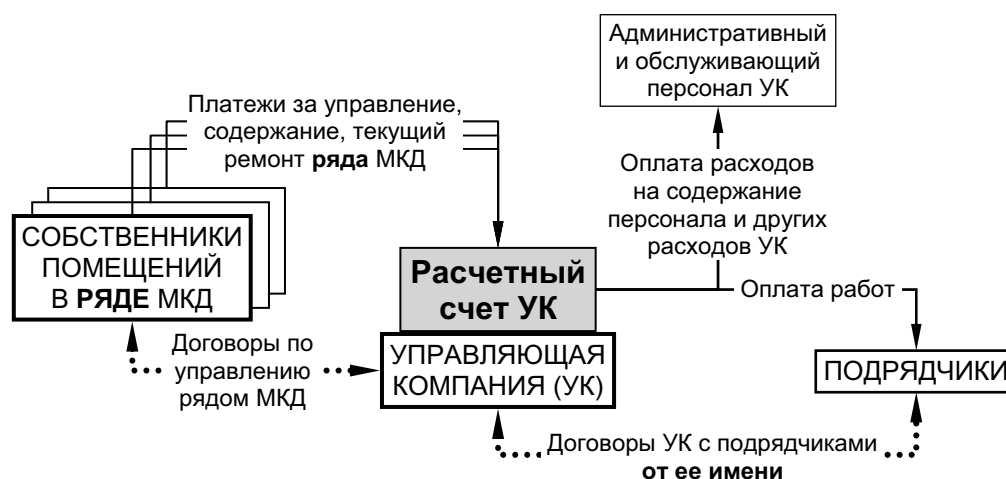 Административный
и обслуживающий
персонал УК
Платежи за управление,
содержание, текущий
ремонт ряда МКД
Оплата расходов
на содержание
персонала и других
расходов УК
СОБСТВЕННИКИ
ПОМЕЩЕНИЙ
В РЯДЕ МКД
Расчетный
счет УК
Оплата работ
Договоры по
управлению
рядом МКД
УПРАВЛЯЮЩАЯ
КОМПАНИЯ (УК)
ПОДРЯДЧИКИ
Договоры УК с подрядчиками
от ее имени